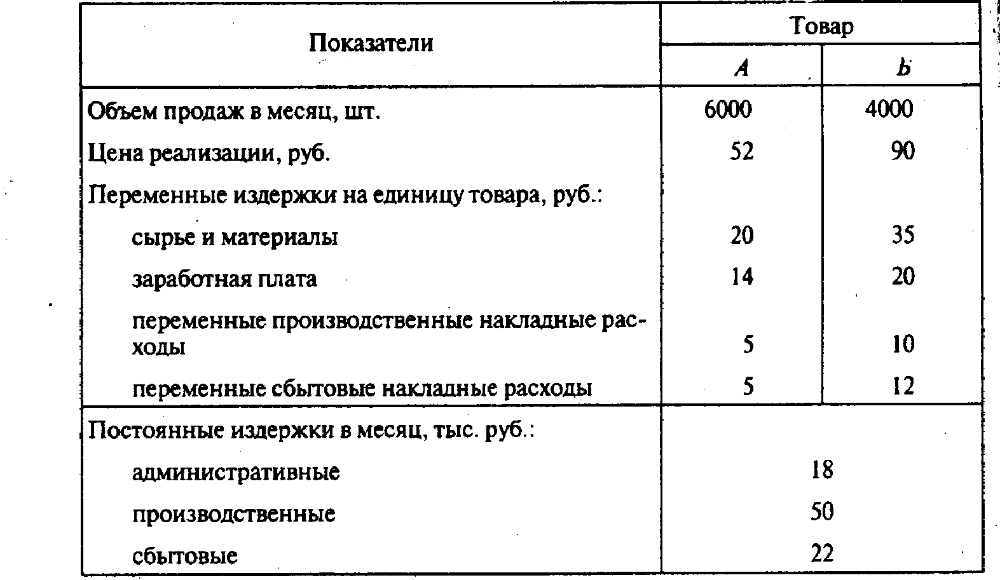 Показатели
Товар
А
Б
Объем продаж в месяц, шт.
6000
4000
Цена реализации, руб.
52
90
Переменные издержки на единицу товара, руб.:
сырье и материалы
20
35
заработная плата
14
20
переменные производственные накладные рас-
ходы
5
10
переменные сбытовые накладные расходы
5
12
Постоянные издержки в месяц, тыс. руб.:
административные
18
производственные
50
сбытовые
22